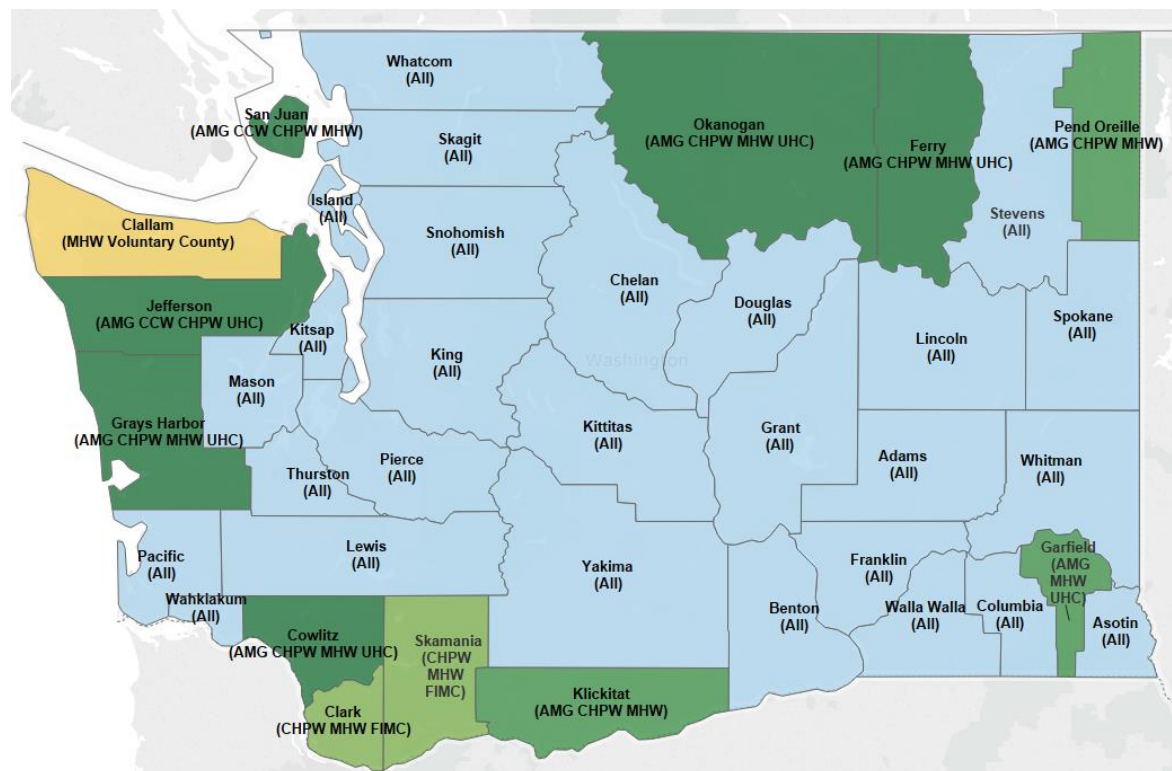 Whatcom
(All)
San Juan
(AMG CCW CHPW MHW)
Skagit
(All)
Okanogan
(AMG CHPW MHW UHC)
Ferry
(AMG CHPW MHW UHC)
Pend Oreille
(AMG CHPW MHW)
Island
(All)
Stevens
(All)
Clallam
(MHW Voluntary County)
Snohomish
(All)
Chelan
(All)
Douglas
(All)
Jefferson
(AMG CCW CHPW UHC)
Kitsap
(All)
King
(All)
Washington
Lincoln
(All)
Spokane
(All)
Mason
(All)
Grays Harbor
(AMG CHPW MHW UHC)
Kittitas
(All)
Grant
(All)
Thurston
(All)
Pierce
(All)
Adams
(All)
Whitman
(All)
Pacific
(All)
Lewis
(All)
Yakima
(All)
Franklin
(All)
Garfield
(AMG
MHW
UHC)
Wahkiakum
(All)
Benton
(All)
Walla Walla
(All)
Columbia
(All)
Asotin
(All)
Cowlitz
(AMG CHPW MHW UHC)
Skamania
(CHPW
MHW
FIMC)
Klickitat
(AMG CHPW MHW)
Clark
(CHPW MHW FIMC)